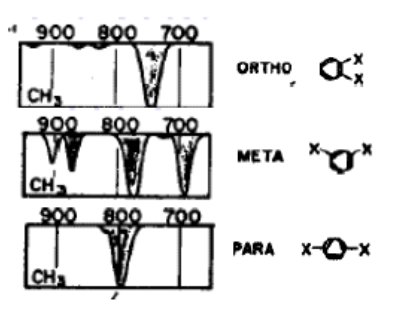 900 800 700
ORTHO
X
X
CH3
900 800 700
META
X X
CH3
900 800 700
PARA
X X
CH3